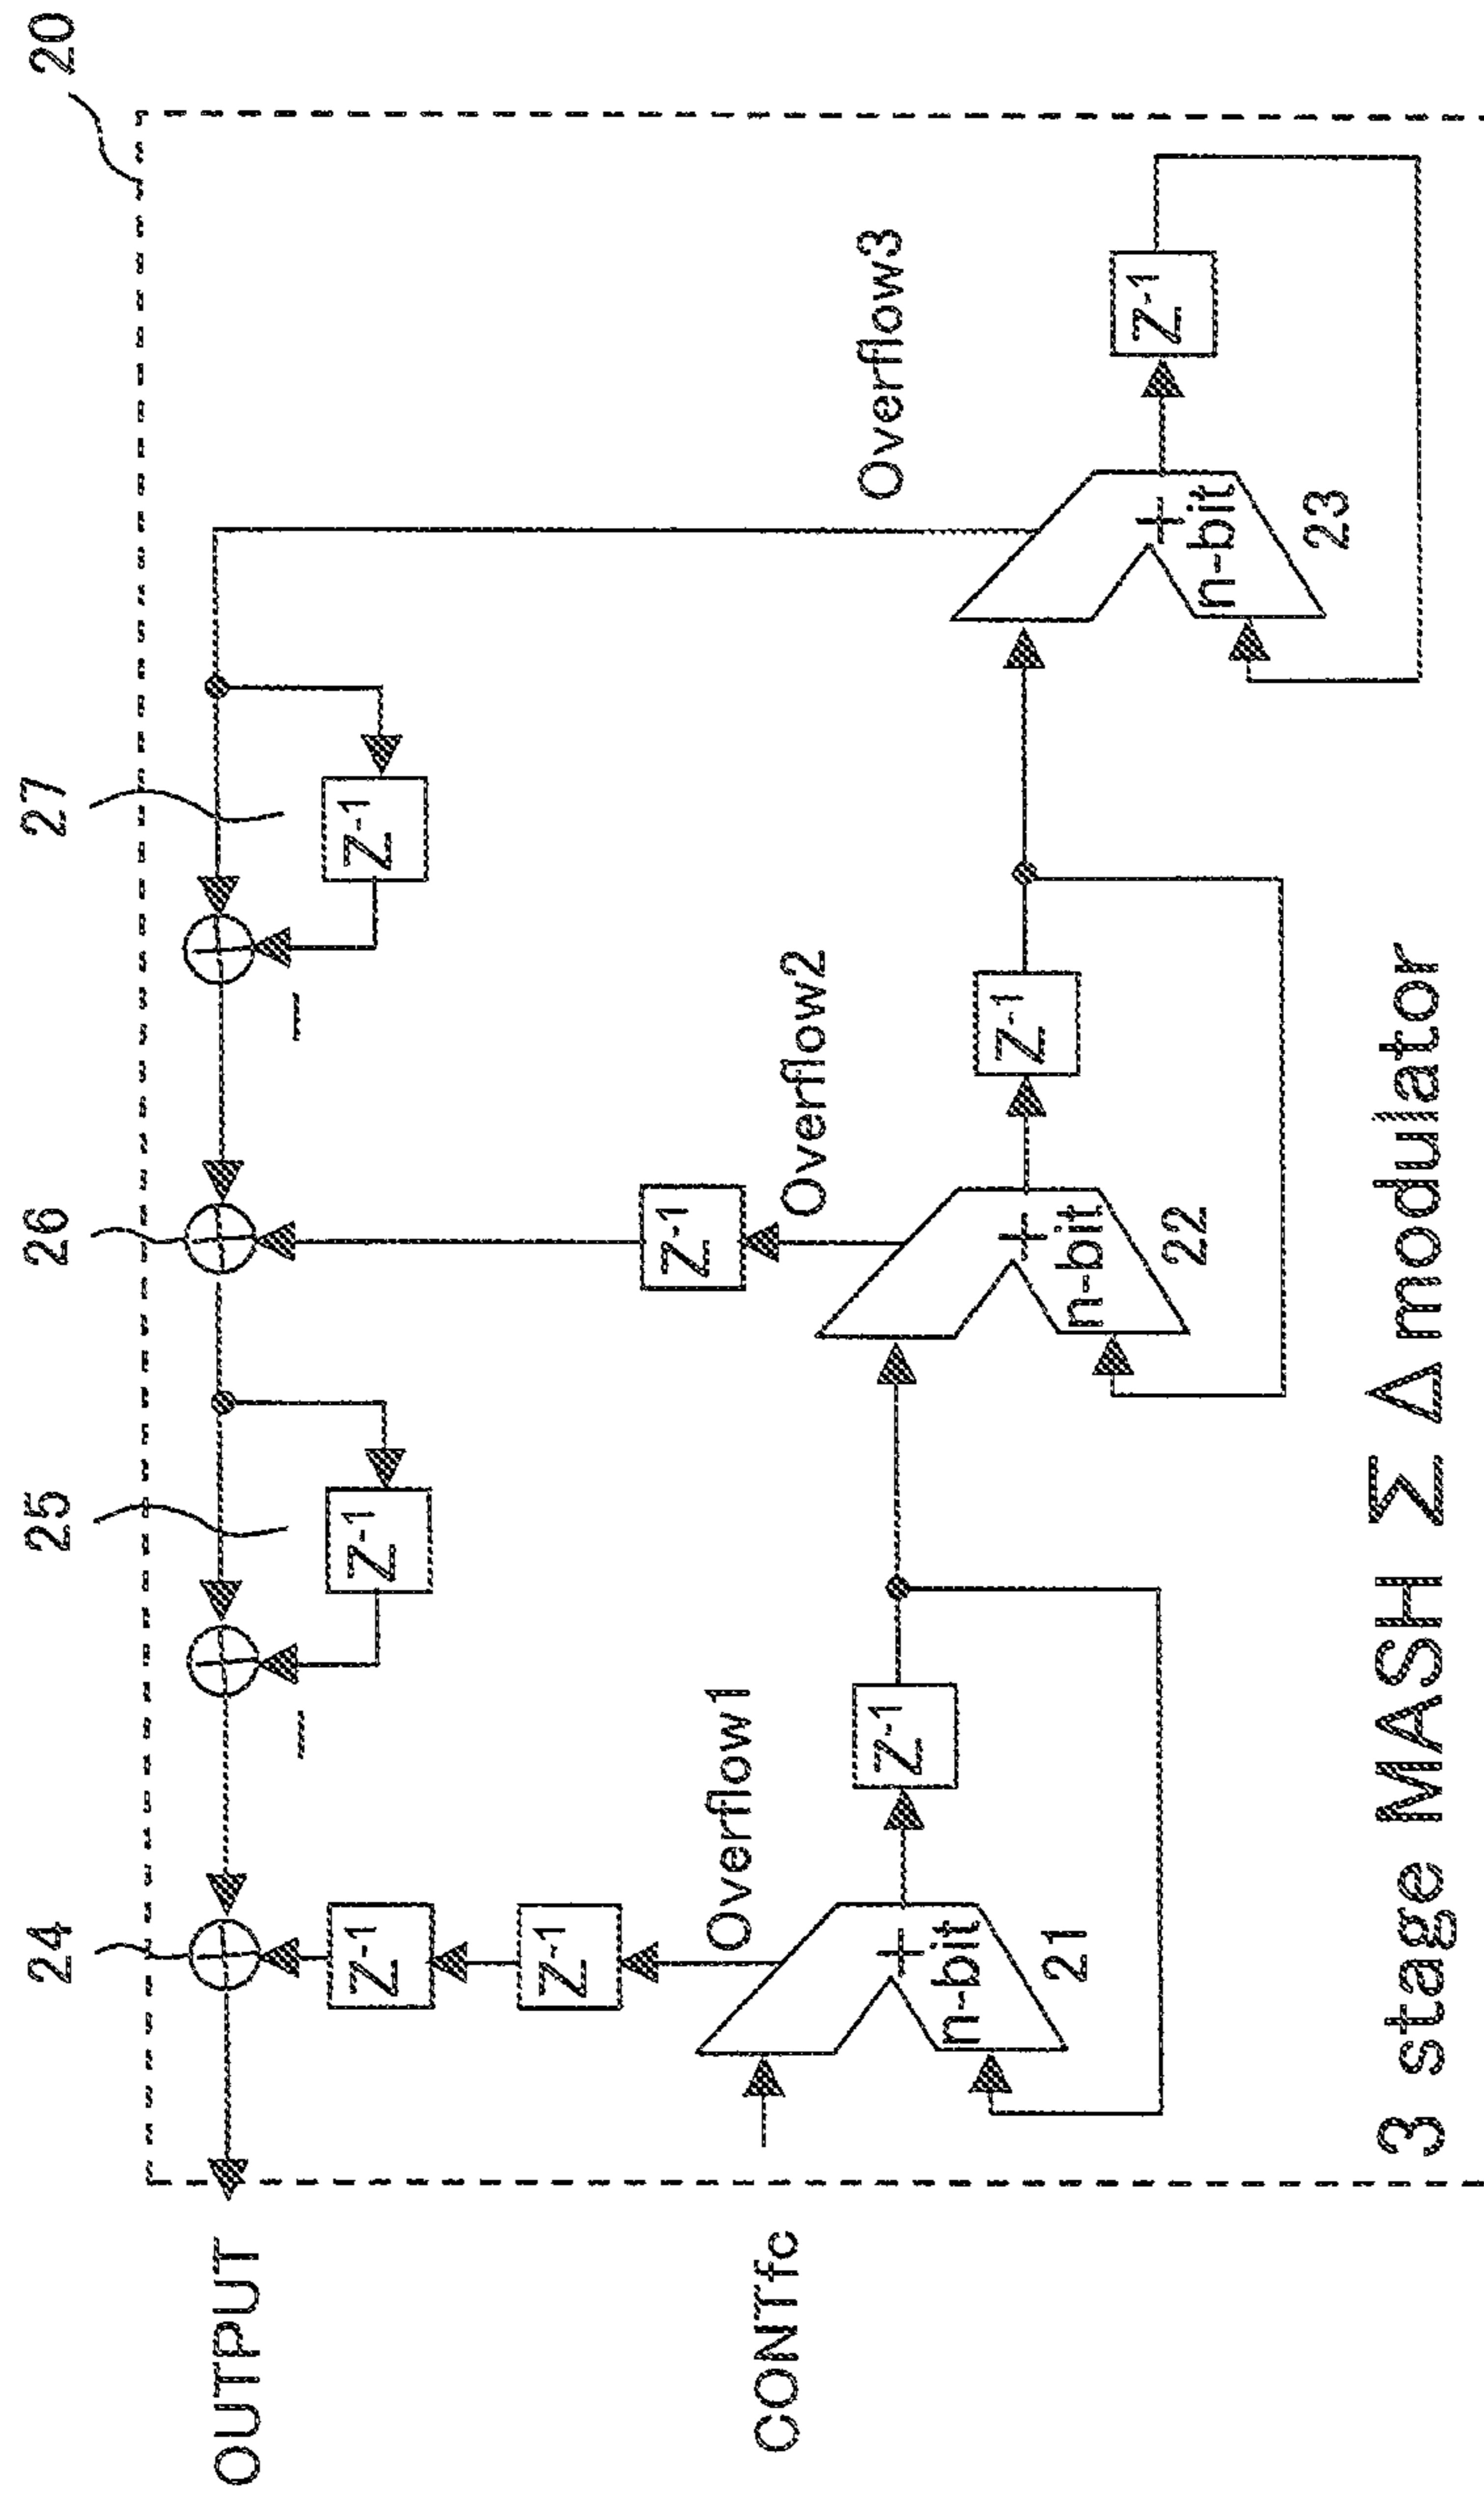 20
24
25
26
27
OUTPUT
Z-1
Z-1
Z-1
Z-1
Z-1
Overflow1
Overflow2
Overflow3
CONTfc
+
n-bit
21
Z-1
+
n-bit
22
Z-1
+
n-bit
23
Z-1
3 stage MASH Σ Δ modulator